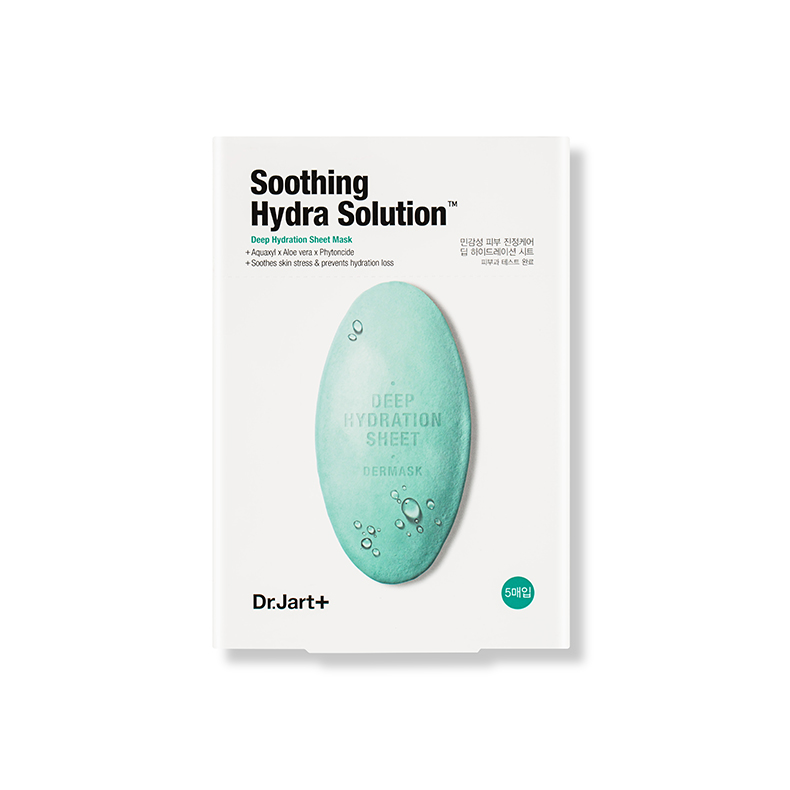 Soothing
Hydra Solution™
Deep Hydration Sheet Mask
+ Aquaxyl x Aloe vera x Phytoncide
+ Soothes skin stress & prevents hydration loss
민감성 피부 진정케어
딥 하이드레이션 시트
피부과 테스트 완료
DEEP
HYDRATION
SHEET
DERMASK
Dr.Jart+
5매입